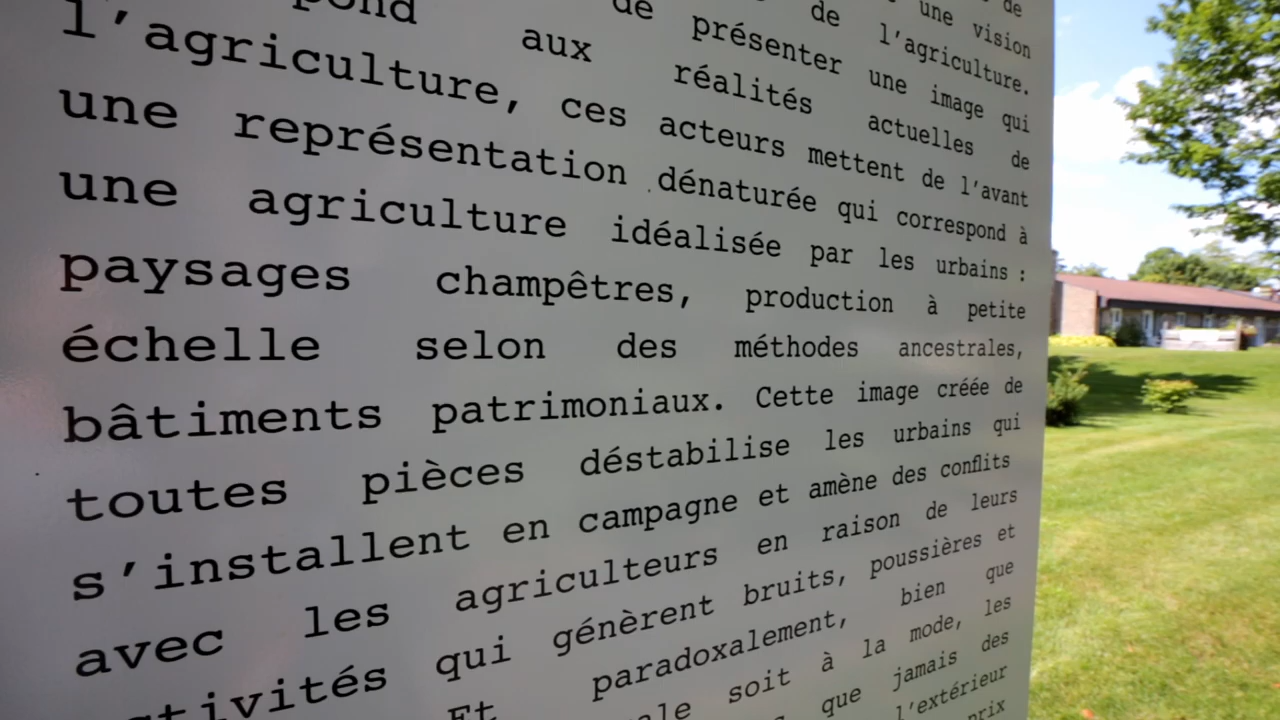 de
une vision
de l'agriculture.
de présenter une image qui
aux réalités actuelles de
l'agriculture, ces acteurs mettent de l'avant
une représentation dénaturée qui correspond à
une agriculture idéalisée par les urbains :
paysages champêtres, production à petite
échelle selon des méthodes ancestrales,
bâtiments patrimoniaux. Cette image créée de
toutes pièces déstabilise les urbains qui
s'installent en campagne et amène des conflits
avec les agriculteurs en raison de leurs
activités qui génèrent bruits, poussières et
Et paradoxalement, bien que
soit à la mode, les
que jamais des
l'extérieur
prix